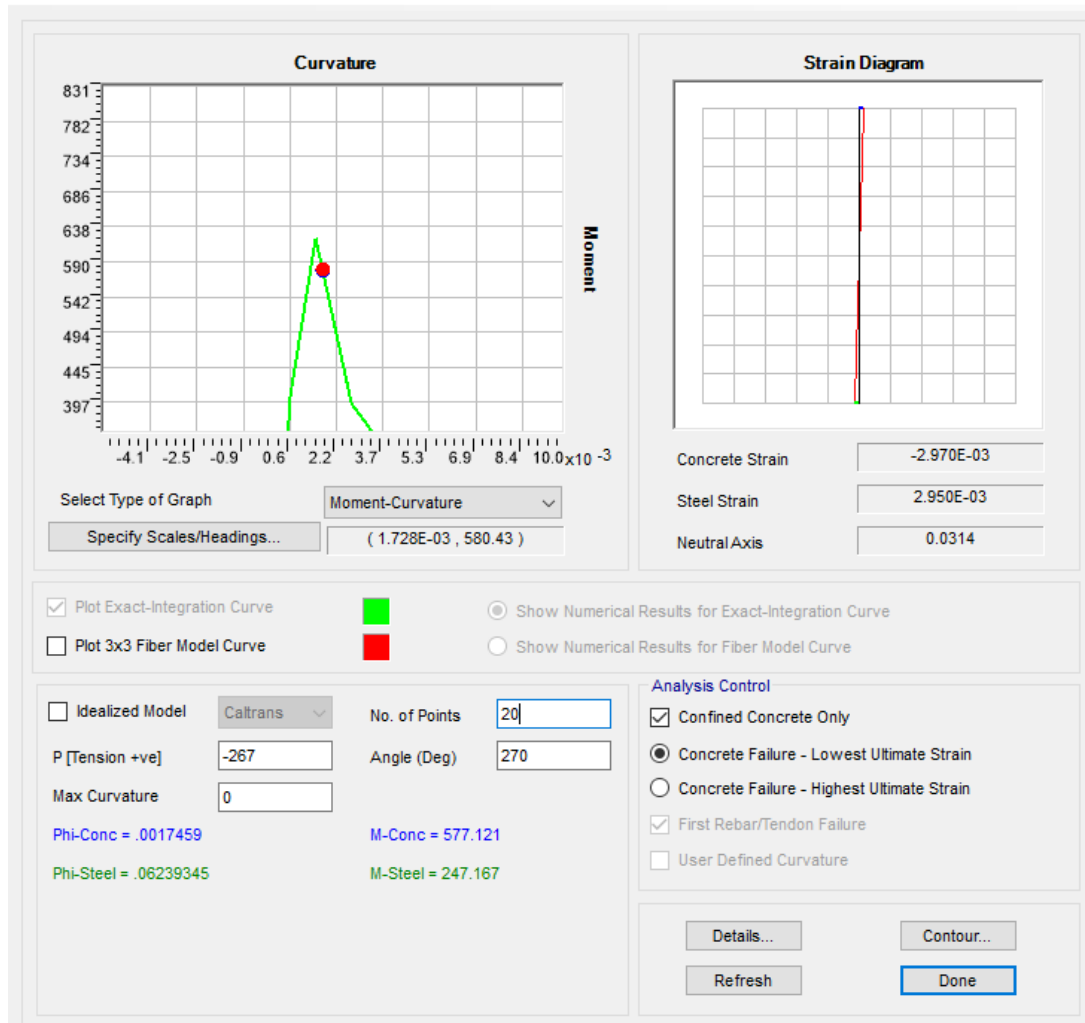 Curvature
831
782
734
686
638
590
542
494
445
397
Moment
-4.1 -2.5 -0.9 0.6 2.2 3.7 5.3 6.9 8.4 10.0 x10 -3
Select Type of Graph Moment-Curvature
Specify Scales/Headings... ( 1.728E-03 , 580.43 )
Strain Diagram
Concrete Strain -2.970E-03
Steel Strain 2.950E-03
Neutral Axis 0.0314
Plot Exact-Integration Curve Show Numerical Results for Exact-Integration Curve
Plot 3x3 Fiber Model Curve Show Numerical Results for Fiber Model Curve
Idealized Model Caltrans No. of Points 20
P [Tension +ve] -267 Angle (Deg) 270
Max Curvature 0
Phi-Conc = .0017459 M-Conc = 577.121
Phi-Steel = .06239345 M-Steel = 247.167
Analysis Control
Confined Concrete Only
Concrete Failure - Lowest Ultimate Strain
Concrete Failure - Highest Ultimate Strain
First Rebar/Tendon Failure
User Defined Curvature
Details... Contour...
Refresh Done